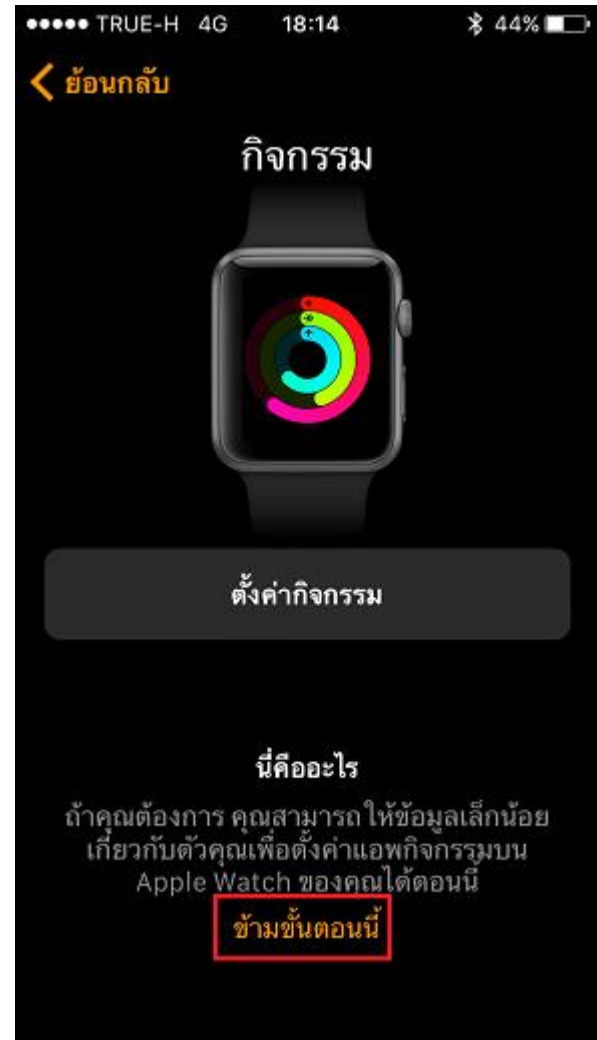 TRUE-H 4G 18:14 44%
ย้อนกลับ
กิจกรรม
ตั้งค่ากิจกรรม
นี่คืออะไร
ถ้าคุณต้องการ คุณสามารถให้ข้อมูลเล็กน้อย
เกี่ยวกับตัวคุณเพื่อตั้งค่าแอพกิจกรรมบน
Apple Watch ของคุณได้ตอนนี้
ข้ามขั้นตอนนี้